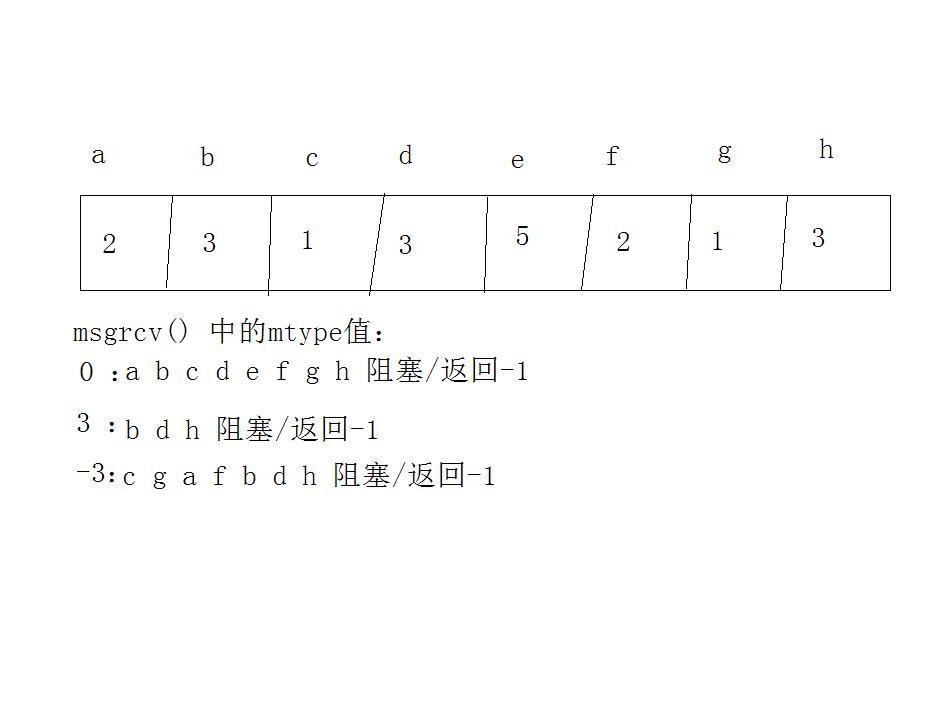 a b c d e f g h
2 3 1 3 5 2 1 3
msgrcv() 中的mtype值:
0 :a b c d e f g h 阻塞/返回-1
3 :b d h 阻塞/返回-1
-3:c g a f b d h 阻塞/返回-1